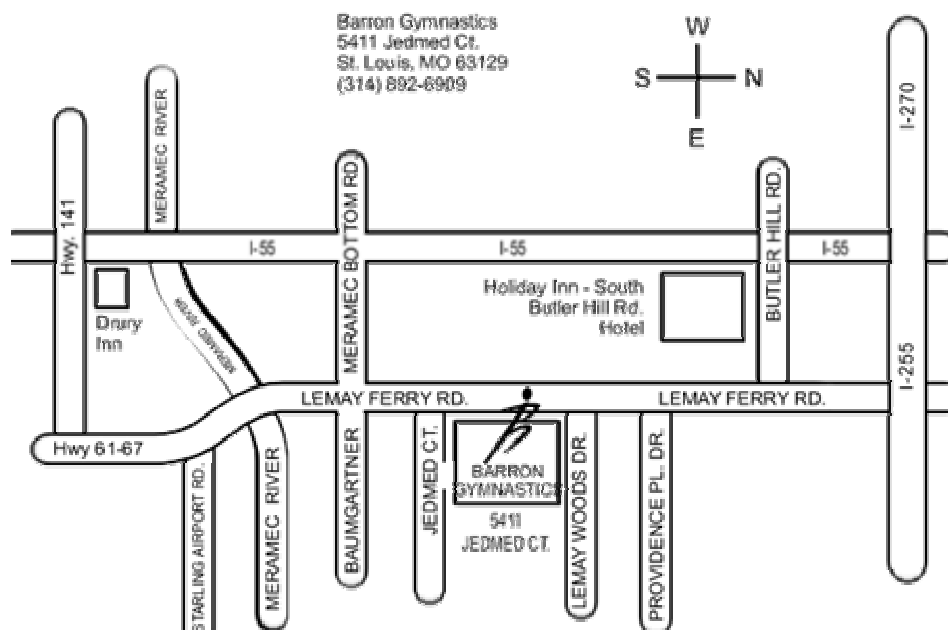 Barron Gymnastics
5411 Jedmed Ct.
St. Louis, MO 63129
(314) 892-6909
W
S
N
E
I-270
MERAMEC RIVER
Hwy. 141
MERAMEC BOTTOM RD.
BUTLER HILL RD.
I-55
I-55
I-55
Drury
Inn
MERAMEC RIVER
Holiday Inn - South
Butler Hill Rd.
Hotel
I-255
LEMAY FERRY RD.
LEMAY FERRY RD.
Hwy 61-67
STARLING AIRPORT RD.
MERAMEC RIVER
BAUMGARTNER
JEDMED CT.
BARRON
GYMNASTICS
5411
JEDMED CT.
LEMAY WOODS DR.
PROVIDENCE PL. DR.